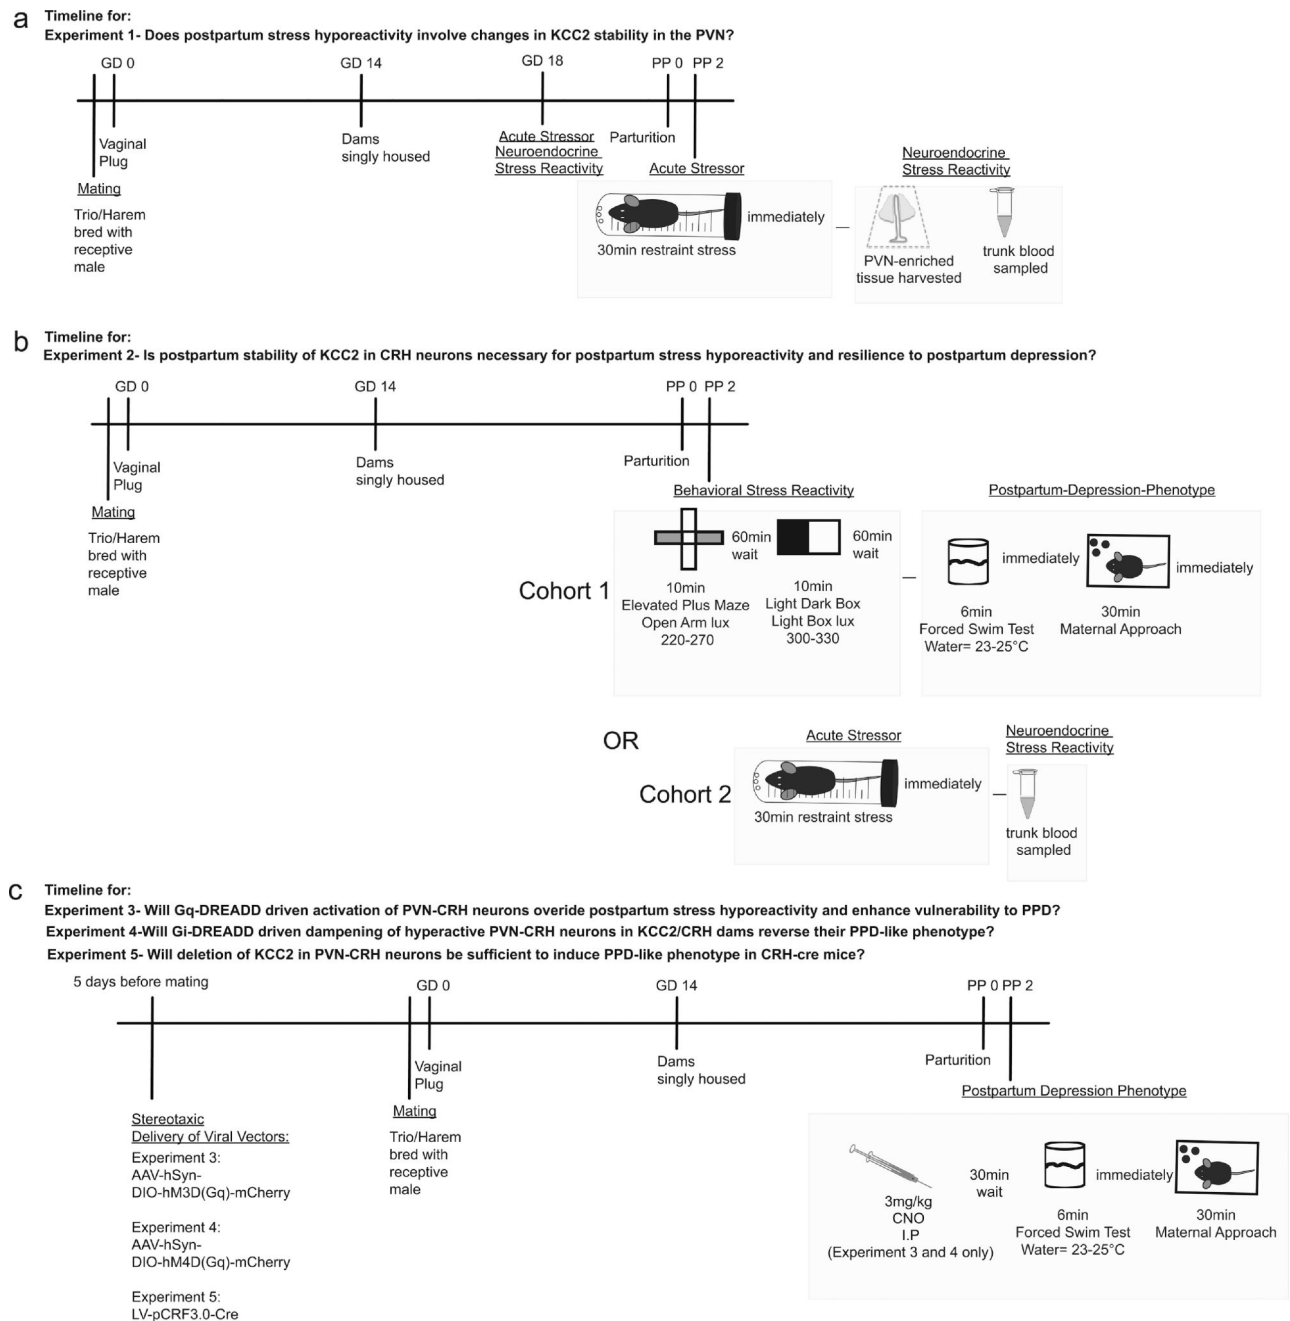 a
Timeline for:
Experiment 1- Does postpartum stress hyporeactivity involve changes in KCC2 stability in the PVN?
GD 0
GD 14
GD 18
PP 0
PP 2
Vaginal
Plug
Mating
Trio/Harem
bred with
receptive
male
Dams
singly housed
Acute Stressor
Neuroendocrine
Stress Reactivity
Parturition
Acute Stressor
30min restraint stress
immediately
Neuroendocrine
Stress Reactivity
PVN-enriched
tissue harvested
trunk blood
sampled
b
Timeline for:
Experiment 2- Is postpartum stability of KCC2 in CRH neurons necessary for postpartum stress hyporeactivity and resilience to postpartum depression?
GD 0
GD 14
PP 0
PP 2
Vaginal
Plug
Mating
Trio/Harem
bred with
receptive
male
Dams
singly housed
Parturition
Behavioral Stress Reactivity
Cohort 1
60min
wait
60min
wait
10min
Elevated Plus Maze
Open Arm lux
220-270
10min
Light Dark Box
Light Box lux
300-330
Postpartum-Depression-Phenotype
immediately
immediately
6min
Forced Swim Test
Water= 23-25°C
30min
Maternal Approach
OR
Cohort 2
Acute Stressor
immediately
30min restraint stress
Neuroendocrine
Stress Reactivity
trunk blood
sampled
c
Timeline for:
Experiment 3- Will Gq-DREADD driven activation of PVN-CRH neurons overide postpartum stress hyporeactivity and enhance vulnerability to PPD?
Experiment 4-Will Gi-DREADD driven dampening of hyperactive PVN-CRH neurons in KCC2/CRH dams reverse their PPD-like phenotype?
Experiment 5- Will deletion of KCC2 in PVN-CRH neurons be sufficient to induce PPD-like phenotype in CRH-cre mice?
5 days before mating
GD 0
GD 14
PP 0
PP 2
Stereotaxic
Delivery of Viral Vectors:
Experiment 3:
AAV-hSyn-
DIO-hM3D(Gq)-mCherry
Experiment 4:
AAV-hSyn-
DIO-hM4D(Gq)-mCherry
Experiment 5:
LV-pCRF3.0-Cre
Vaginal
Plug
Mating
Trio/Harem
bred with
receptive
male
Dams
singly housed
Parturition
Postpartum Depression Phenotype
3mg/kg
CNO
I.P
(Experiment 3 and 4 only)
30min
wait
immediately
6min
Forced Swim Test
Water= 23-25°C
30min
Maternal Approach